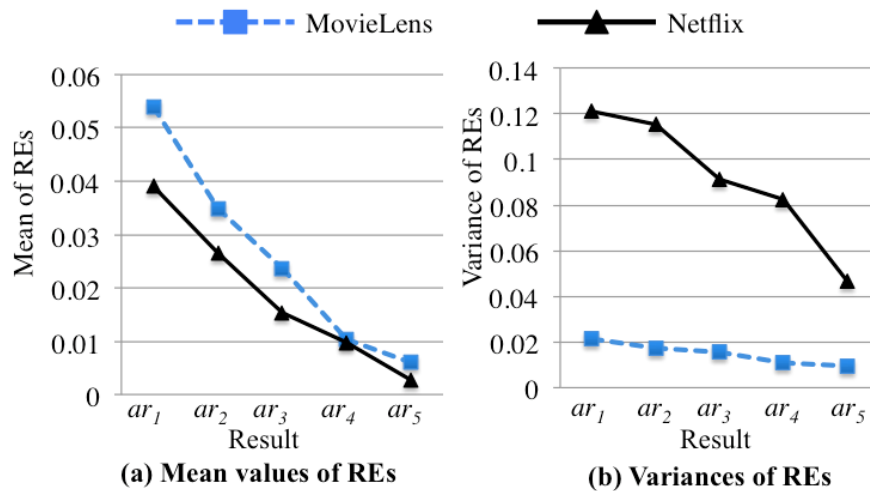 MovieLens Netflix
Mean of REs
0.06
0.05
0.04
0.03
0.02
0.01
0
ar1 ar2 ar3 ar4 ar5
Result
(a) Mean values of REs
Variance of REs
0.14
0.12
0.1
0.08
0.06
0.04
0.02
0
ar1 ar2 ar3 ar4 ar5
Result
(b) Variances of REs